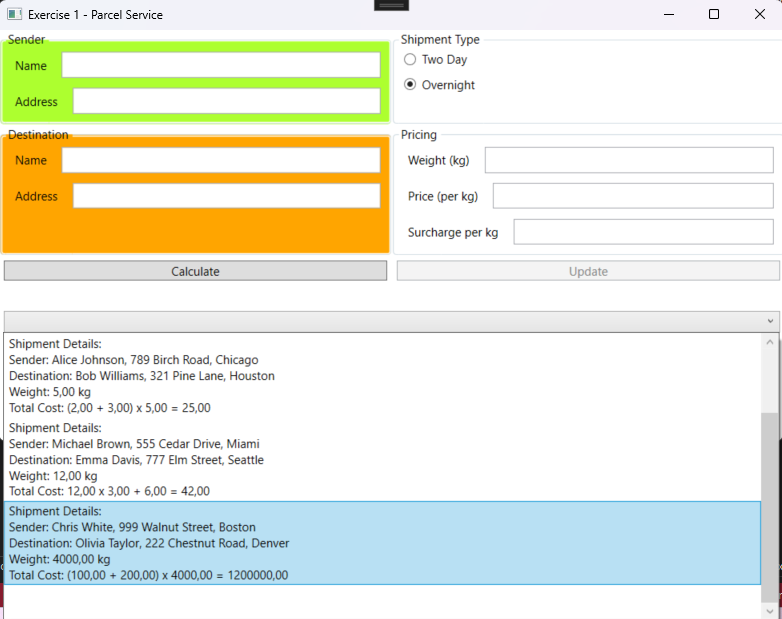 Exercise 1 - Parcel Service
Sender
Name
Address
Shipment Type
Two Day
Overnight
Destination
Name
Address
Pricing
Weight (kg)
Price (per kg)
Surcharge per kg
Calculate
Update
Shipment Details:
Sender: Alice Johnson, 789 Birch Road, Chicago
Destination: Bob Williams, 321 Pine Lane, Houston
Weight: 5,00 kg
Total Cost: (2,00 + 3,00) x 5,00 = 25,00
Shipment Details:
Sender: Michael Brown, 555 Cedar Drive, Miami
Destination: Emma Davis, 777 Elm Street, Seattle
Weight: 12,00 kg
Total Cost: 12,00 x 3,00 + 6,00 = 42,00
Shipment Details:
Sender: Chris White, 999 Walnut Street, Boston
Destination: Olivia Taylor, 222 Chestnut Road, Denver
Weight: 4000,00 kg
Total Cost: (100,00 + 200,00) x 4000,00 = 1200000,00